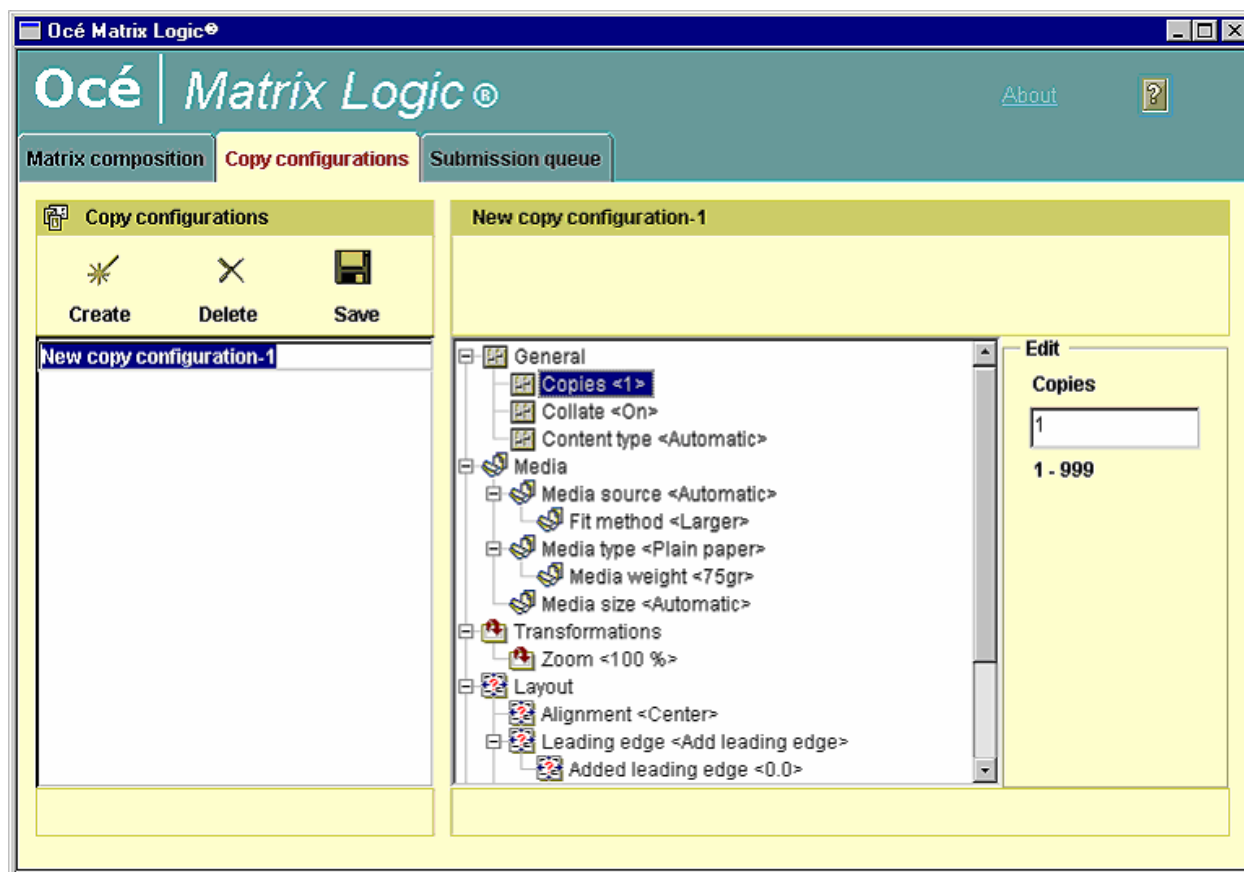 Océ Matrix Logic®
Océ Matrix Logic ®
About
?
Matrix composition Copy configurations Submission queue
Copy configurations
Create Delete Save
New copy configuration-1
New copy configuration-1
General
Copies <1>
Collate <On>
Content type <Automatic>
Media
Media source <Automatic>
Fit method <Larger>
Media type <Plain paper>
Media weight <75gr>
Media size <Automatic>
Transformations
Zoom <100 %>
Layout
Alignment <Center>
Leading edge <Add leading edge>
Added leading edge <0.0>
Edit
Copies
1
1 - 999